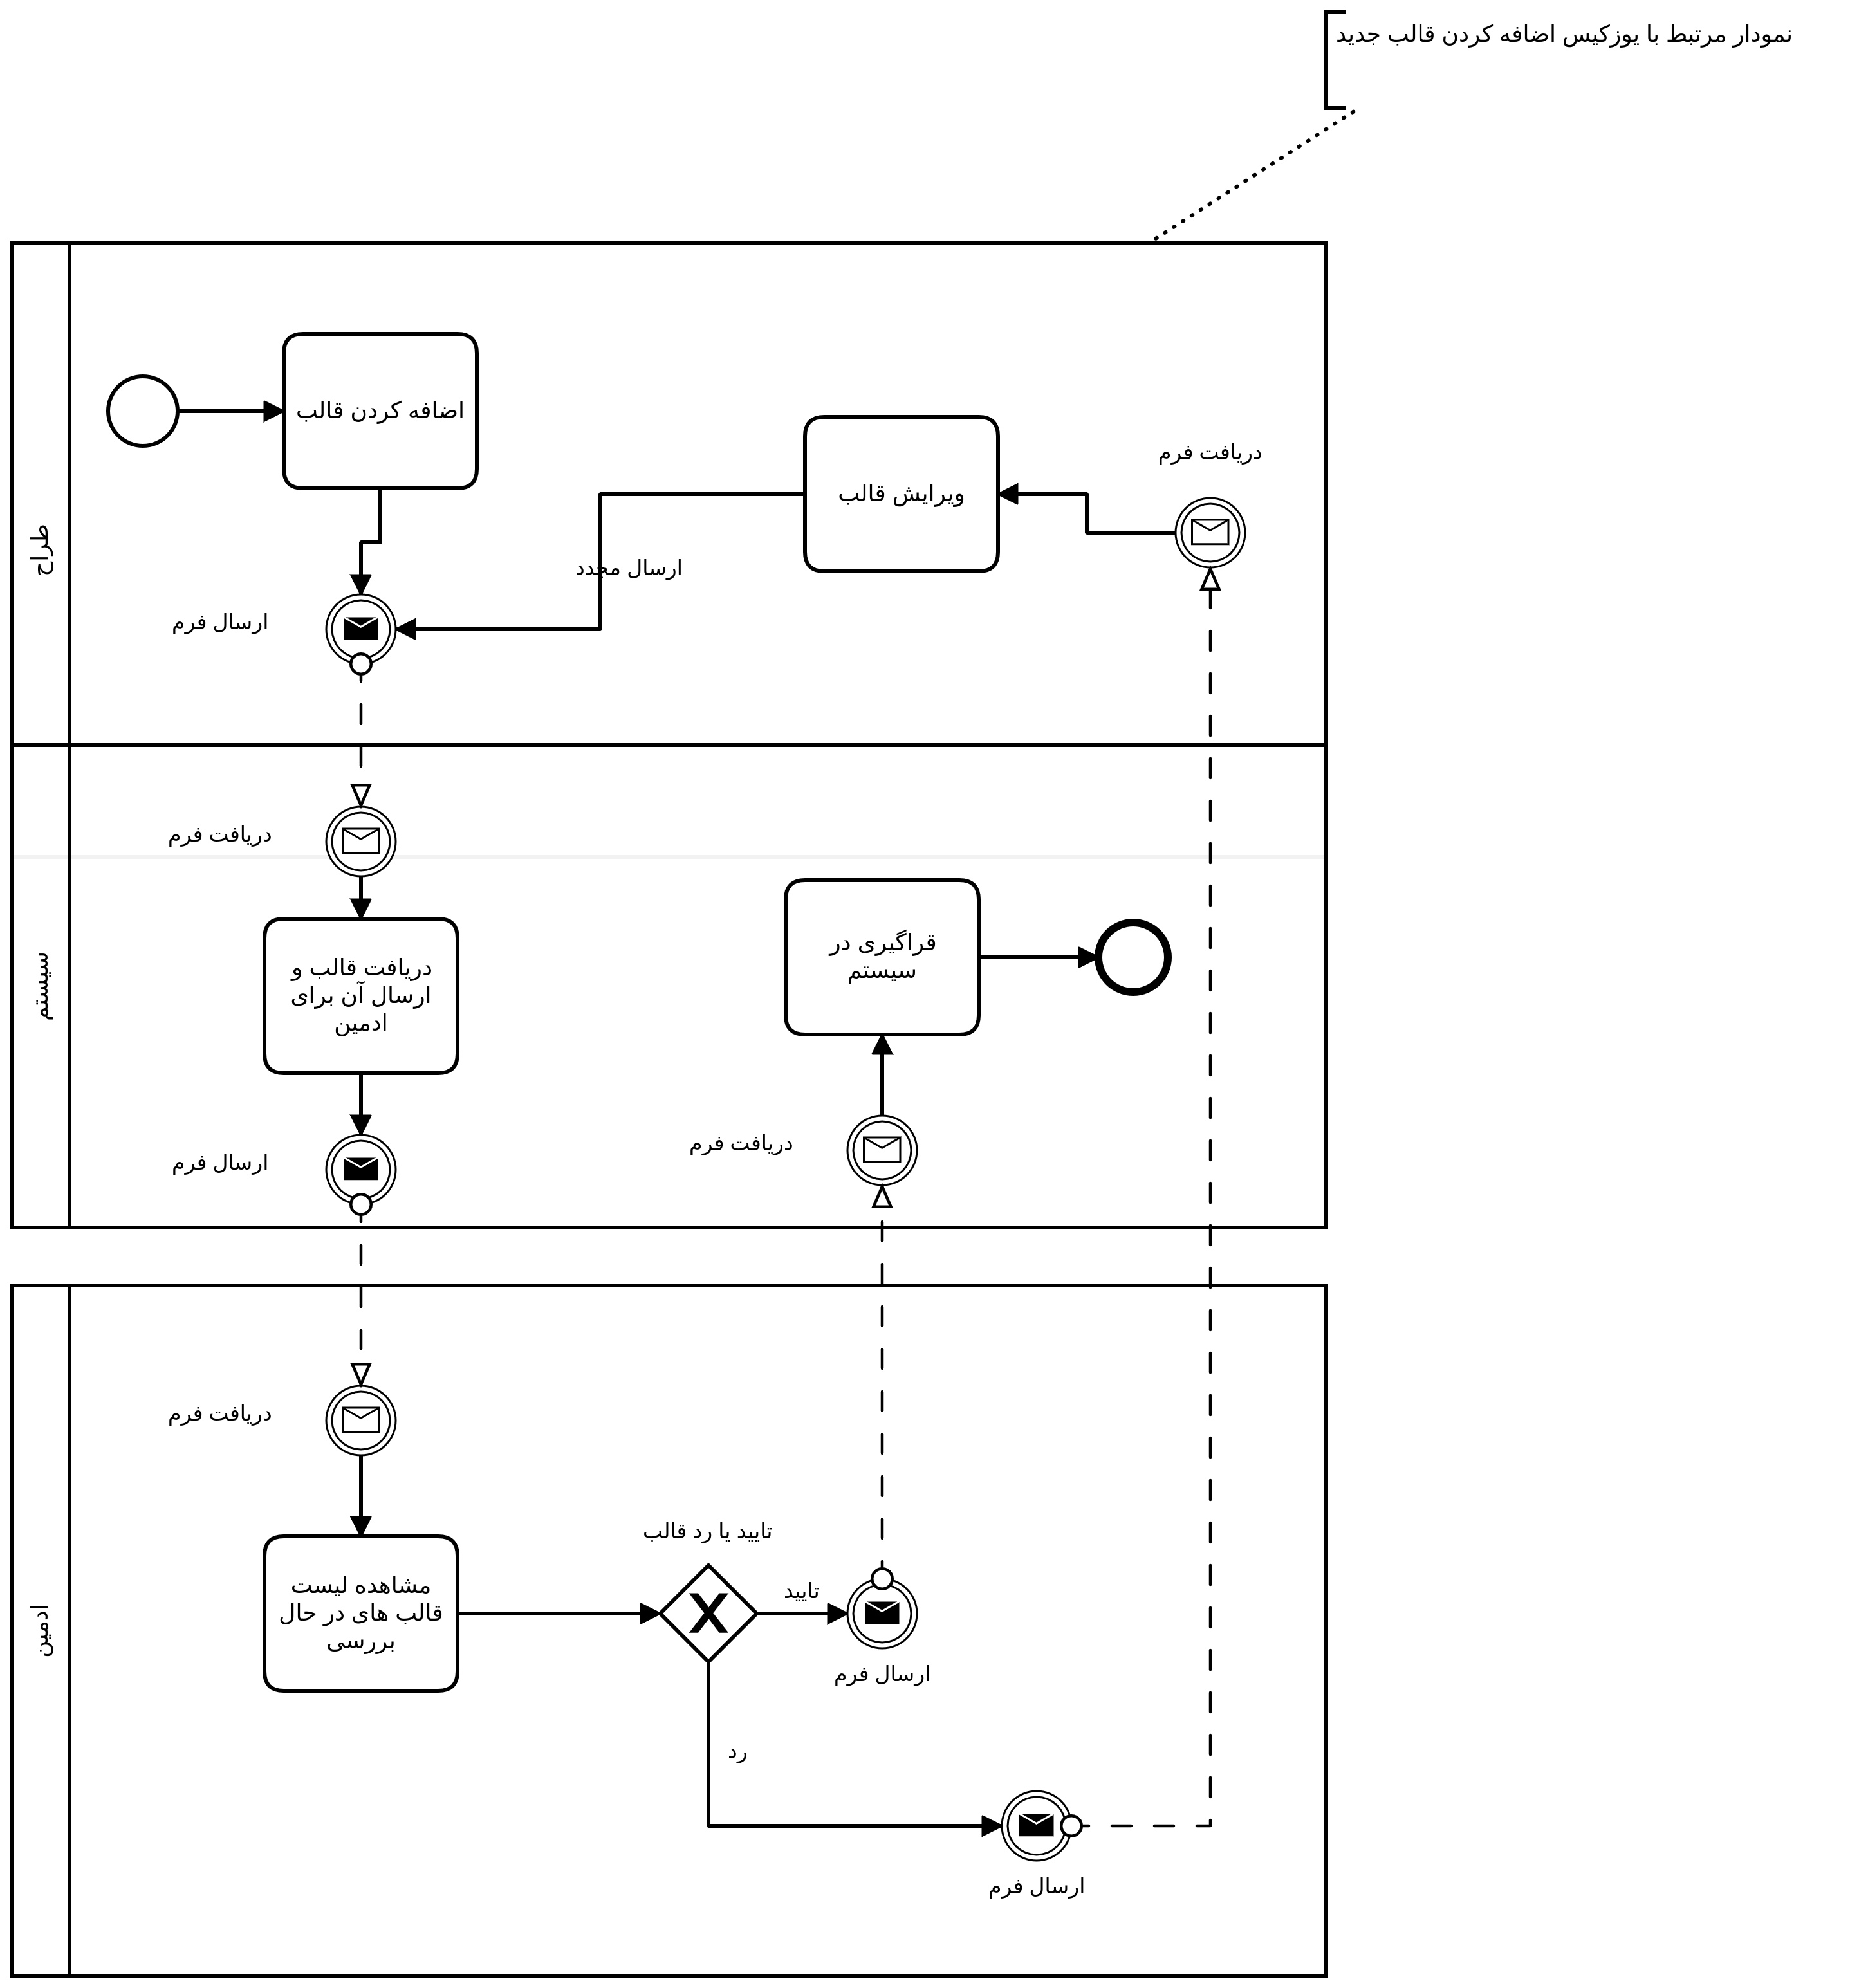 نمودار مرتبط با یوزکیس اضافه کردن قالب جدید
طراح
اضافه کردن قالب
ویرایش قالب
دریافت فرم
ارسال مجدد
ارسال فرم
سیستم
دریافت فرم
دریافت قالب و
ارسال آن برای
ادمین
قراگیری در
سیستم
ارسال فرم
دریافت فرم
ادمین
دریافت فرم
مشاهده لیست
قالب های در حال
بررسی
تایید یا رد قالب
تایید
ارسال فرم
رد
ارسال فرم